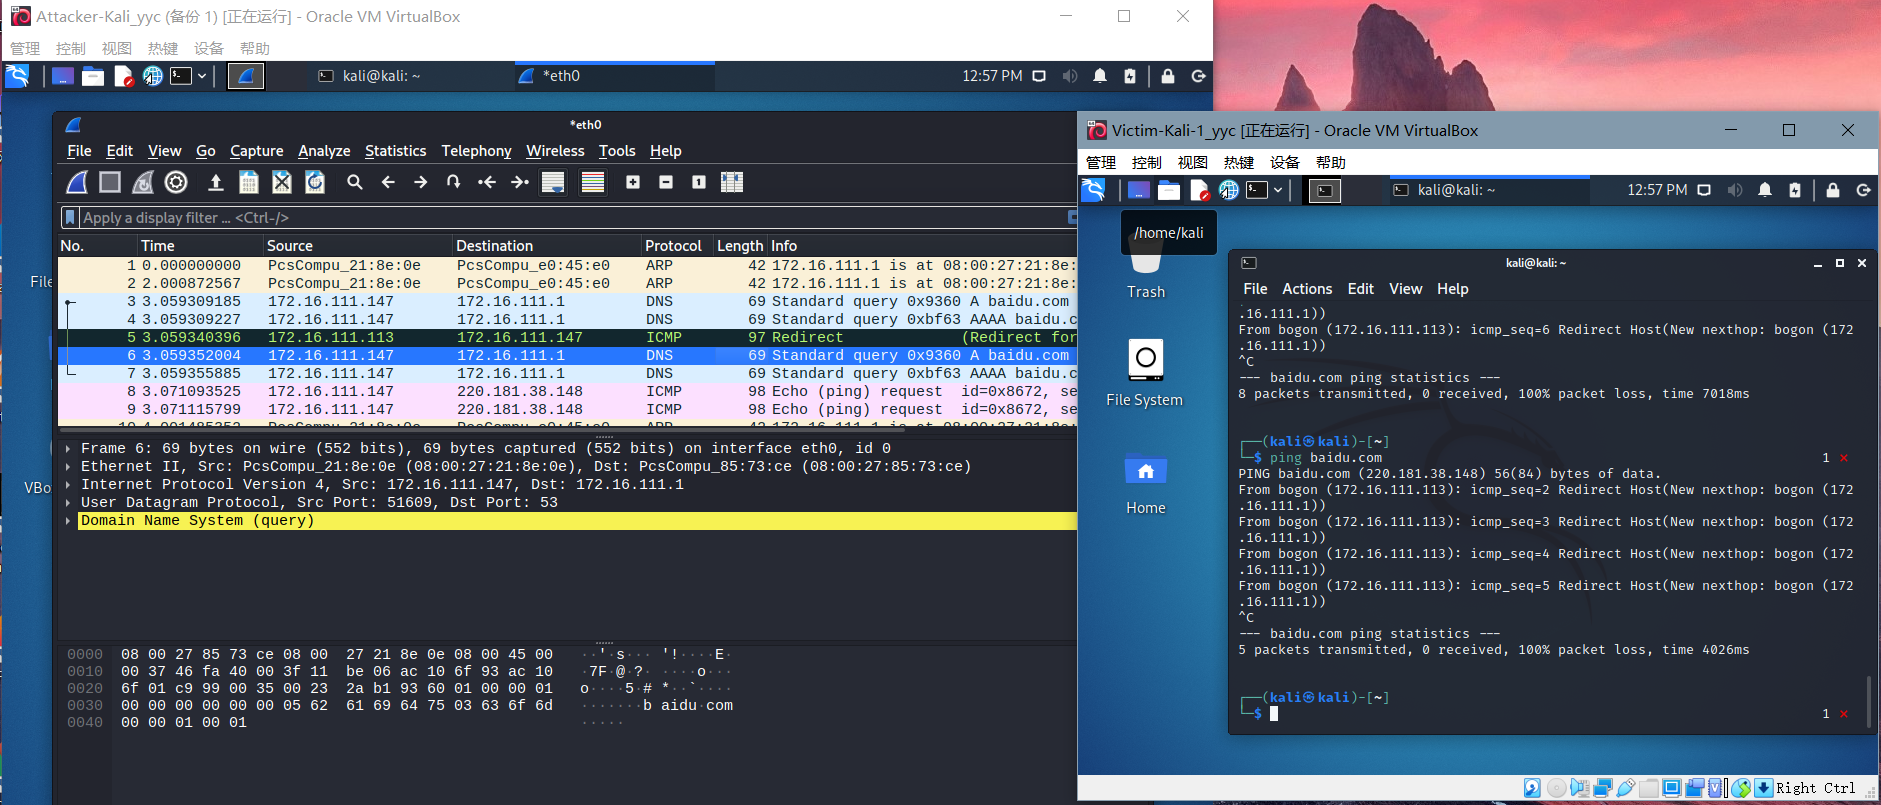 Attacker-Kali_yyc (备份 1) [正在运行] - Oracle VM VirtualBox
管理 控制 视图 热键 设备 帮助
kali@kali: ~ *eth0 12:57 PM
*eth0
File Edit View Go Capture Analyze Statistics Telephony Wireless Tools Help
Apply a display filter ... <Ctrl-/>
No. Time Source Destination Protocol Length Info
1 0.000000000 PcsCompu_21:8e:0e PcsCompu_e0:45:e0 ARP 42 172.16.111.1 is at 08:00:27:21:8e:
2 2.000872567 PcsCompu_21:8e:0e PcsCompu_e0:45:e0 ARP 42 172.16.111.1 is at 08:00:27:21:8e:
3 3.059309185 172.16.111.147 172.16.111.1 DNS 69 Standard query 0x9360 A baidu.com
4 3.059309227 172.16.111.147 172.16.111.1 DNS 69 Standard query 0xbf63 AAAA baidu.c
5 3.059340396 172.16.111.113 172.16.111.147 ICMP 97 Redirect (Redirect for
6 3.059352004 172.16.111.147 172.16.111.1 DNS 69 Standard query 0x9360 A baidu.com
7 3.059355885 172.16.111.147 172.16.111.1 DNS 69 Standard query 0xbf63 AAAA baidu.c
8 3.071093525 172.16.111.147 220.181.38.148 ICMP 98 Echo (ping) request id=0x8672, se
9 3.071115799 172.16.111.147 220.181.38.148 ICMP 98 Echo (ping) request id=0x8672, se
Frame 6: 69 bytes on wire (552 bits), 69 bytes captured (552 bits) on interface eth0, id 0
Ethernet II, Src: PcsCompu_21:8e:0e (08:00:27:21:8e:0e), Dst: PcsCompu_85:73:ce (08:00:27:85:73:ce)
Internet Protocol Version 4, Src: 172.16.111.147, Dst: 172.16.111.1
User Datagram Protocol, Src Port: 51609, Dst Port: 53
Domain Name System (query)
0000 08 00 27 85 73 ce 08 00 27 21 8e 0e 08 00 45 00 ··'·s··· '!····E·
0010 00 37 46 fa 40 00 3f 11 be 06 ac 10 6f 93 ac 10 ·7F·@·?· ····o···
0020 6f 01 c9 99 00 35 00 23 2a b1 93 60 01 00 00 01 o····5·# *··`····
0030 00 00 00 00 00 00 05 62 61 69 64 75 03 63 6f 6d ·······b aidu·com
0040 00 00 01 00 01 ·····
File
VBo
Victim-Kali-1_yyc [正在运行] - Oracle VM VirtualBox
管理 控制 视图 热键 设备 帮助
kali@kali: ~ 12:57 PM
/home/kali
Trash
File System
Home
kali@kali: ~
File Actions Edit View Help
.16.111.1))
From bogon (172.16.111.113): icmp_seq=6 Redirect Host(New nexthop: bogon (172
.16.111.1))
^C
--- baidu.com ping statistics ---
8 packets transmitted, 0 received, 100% packet loss, time 7018ms
┌──(kali㉿kali)-[~]
└─$ ping baidu.com 1 ⨯
PING baidu.com (220.181.38.148) 56(84) bytes of data.
From bogon (172.16.111.113): icmp_seq=2 Redirect Host(New nexthop: bogon (172
.16.111.1))
From bogon (172.16.111.113): icmp_seq=3 Redirect Host(New nexthop: bogon (172
.16.111.1))
From bogon (172.16.111.113): icmp_seq=4 Redirect Host(New nexthop: bogon (172
.16.111.1))
From bogon (172.16.111.113): icmp_seq=5 Redirect Host(New nexthop: bogon (172
.16.111.1))
^C
--- baidu.com ping statistics ---
5 packets transmitted, 0 received, 100% packet loss, time 4026ms
┌──(kali㉿kali)-[~]
└─$ 1 ⨯
Right Ctrl